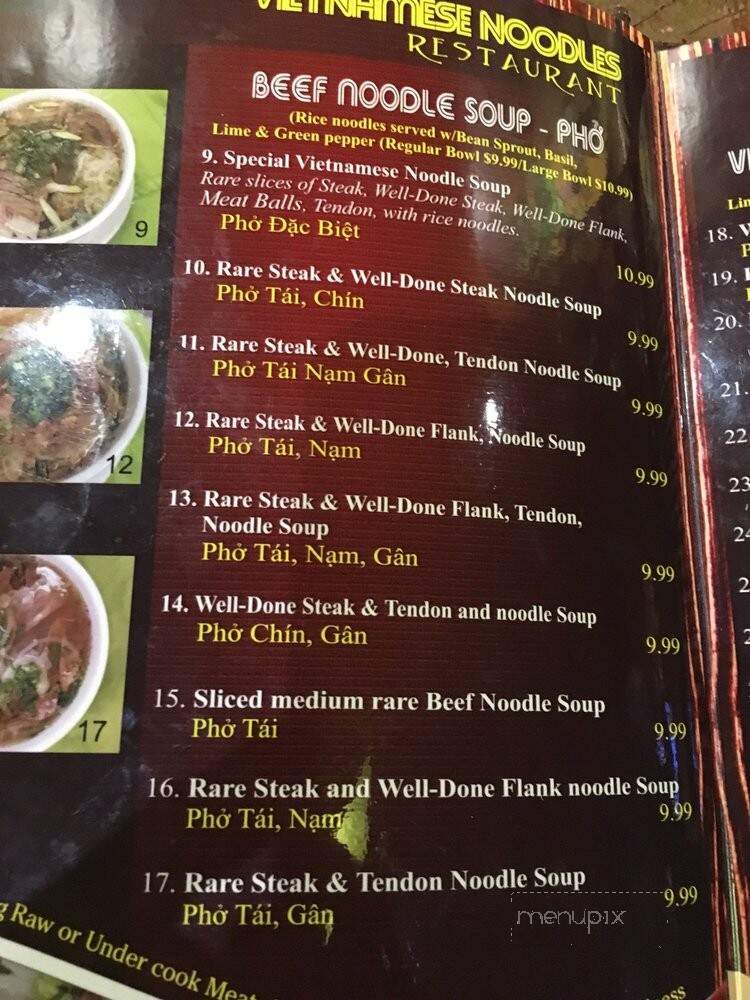 VIETNAMESE NOODLES
RESTAURANT
BEEF NOODLE SOUP - PHỞ
(Rice noodles served w/Bean Sprout, Basil,
Lime & Green pepper (Regular Bowl $9.99/Large Bowl $10.99)
9. Special Vietnamese Noodle Soup
Rare slices of Steak, Well-Done Steak, Well-Done Flank,
Meat Balls, Tendon, with rice noodles.
Phở Đặc Biệt
10.99
10. Rare Steak & Well-Done Steak Noodle Soup
Phở Tái, Chín
9.99
11. Rare Steak & Well-Done, Tendon Noodle Soup
Phở Tái Nạm Gân
9.99
12. Rare Steak & Well-Done Flank, Noodle Soup
Phở Tái, Nạm
9.99
13. Rare Steak & Well-Done Flank, Tendon,
Noodle Soup
Phở Tái, Nạm, Gân
9.99
14. Well-Done Steak & Tendon and noodle Soup
Phở Chín, Gân
9.99
15. Sliced medium rare Beef Noodle Soup
Phở Tái
9.99
16. Rare Steak and Well-Done Flank noodle Soup
Phở Tái, Nạm
9.99
17. Rare Steak & Tendon Noodle Soup
Phở Tái, Gân
9.99
9
12
17
Raw or Under cook Meat
menupix
18.
19.
20.
21.
22
23
24